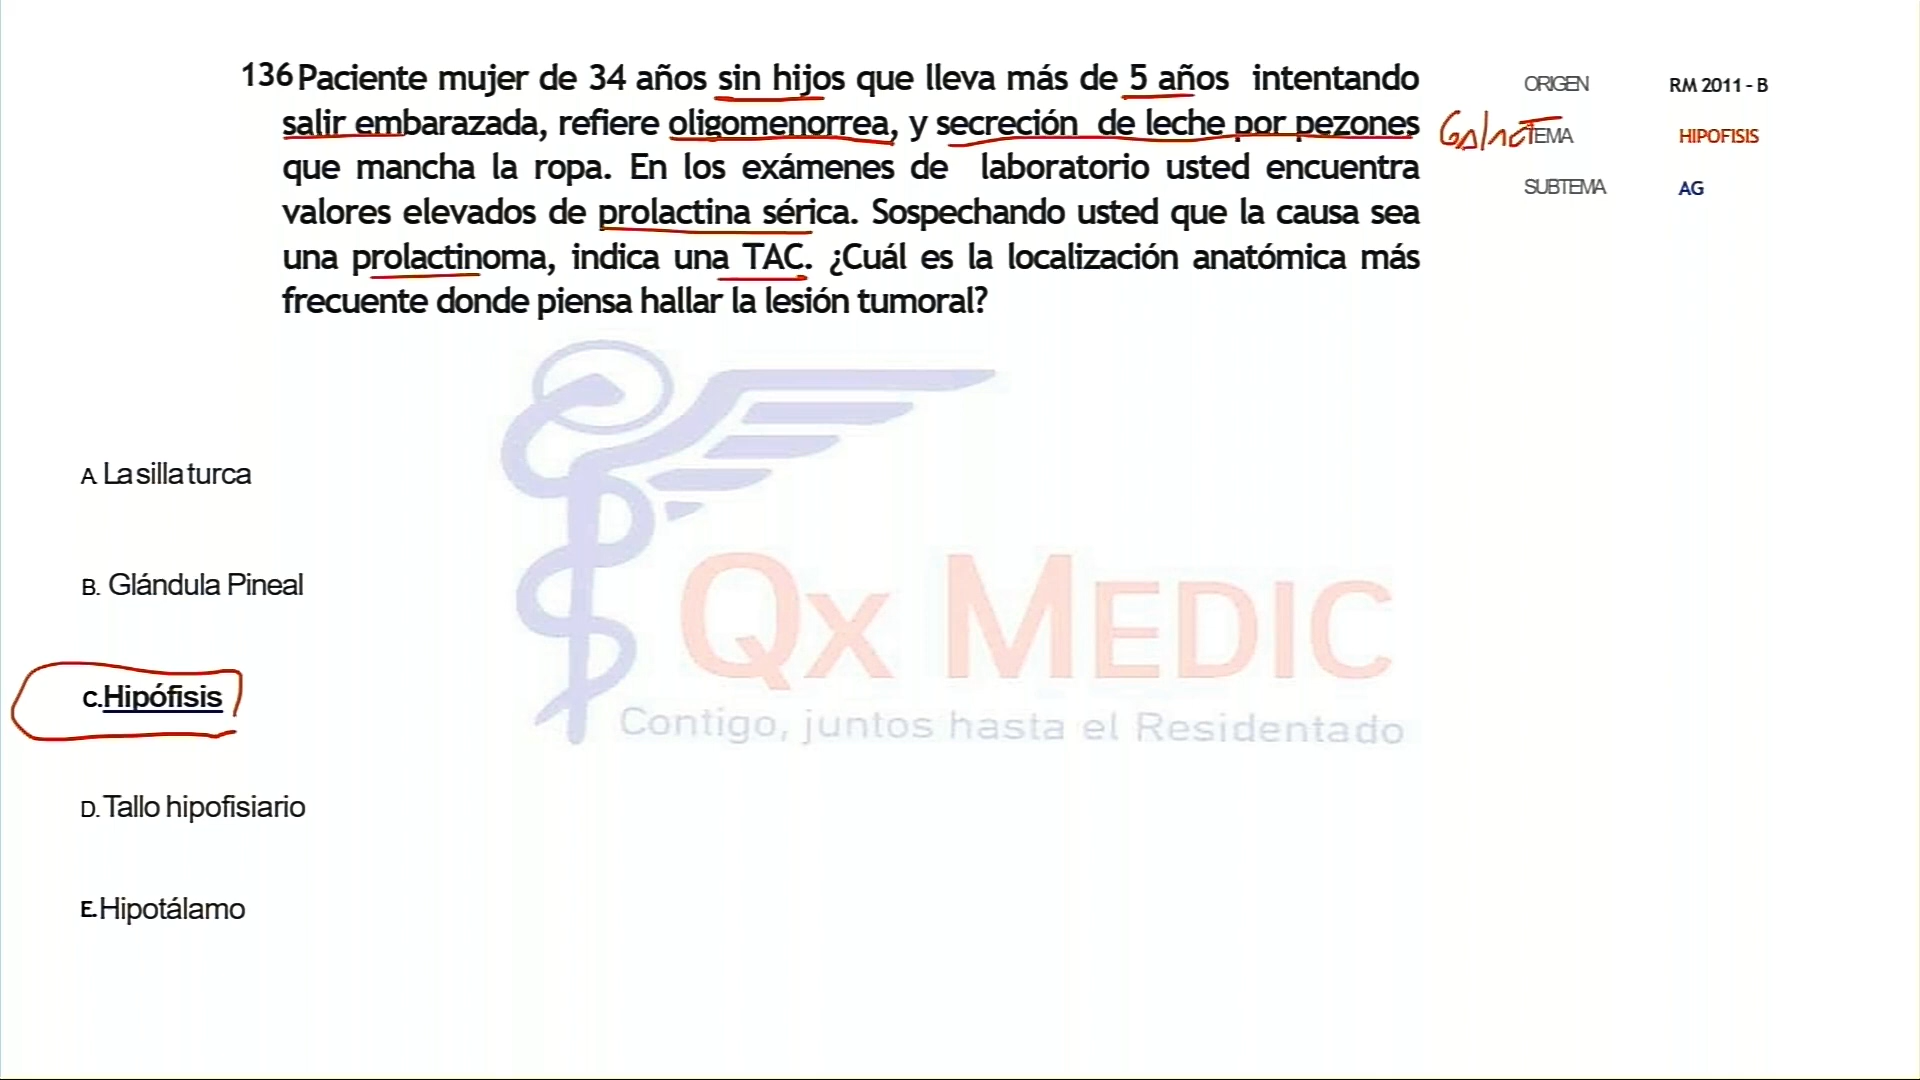 136 Paciente mujer de 34 años sin hijos que lleva más de 5 años intentando
salir embarazada, refiere oligomenorrea, y secreción de leche por pezones
que mancha la ropa. En los exámenes de laboratorio usted encuentra
valores elevados de prolactina sérica. Sospechando usted que la causa sea
una prolactinoma, indica una TAC. ¿Cuál es la localización anatómica más
frecuente donde piensa hallar la lesión tumoral?
ORIGEN RM 2011 - B
Galact
TEMA HIPOFISIS
SUBTEMA AG
A. La silla turca
B. Glándula Pineal
C. Hipófisis
D. Tallo hipofisiario
E. Hipotálamo
Qx MEDIC
Contigo, juntos hasta el Residentado